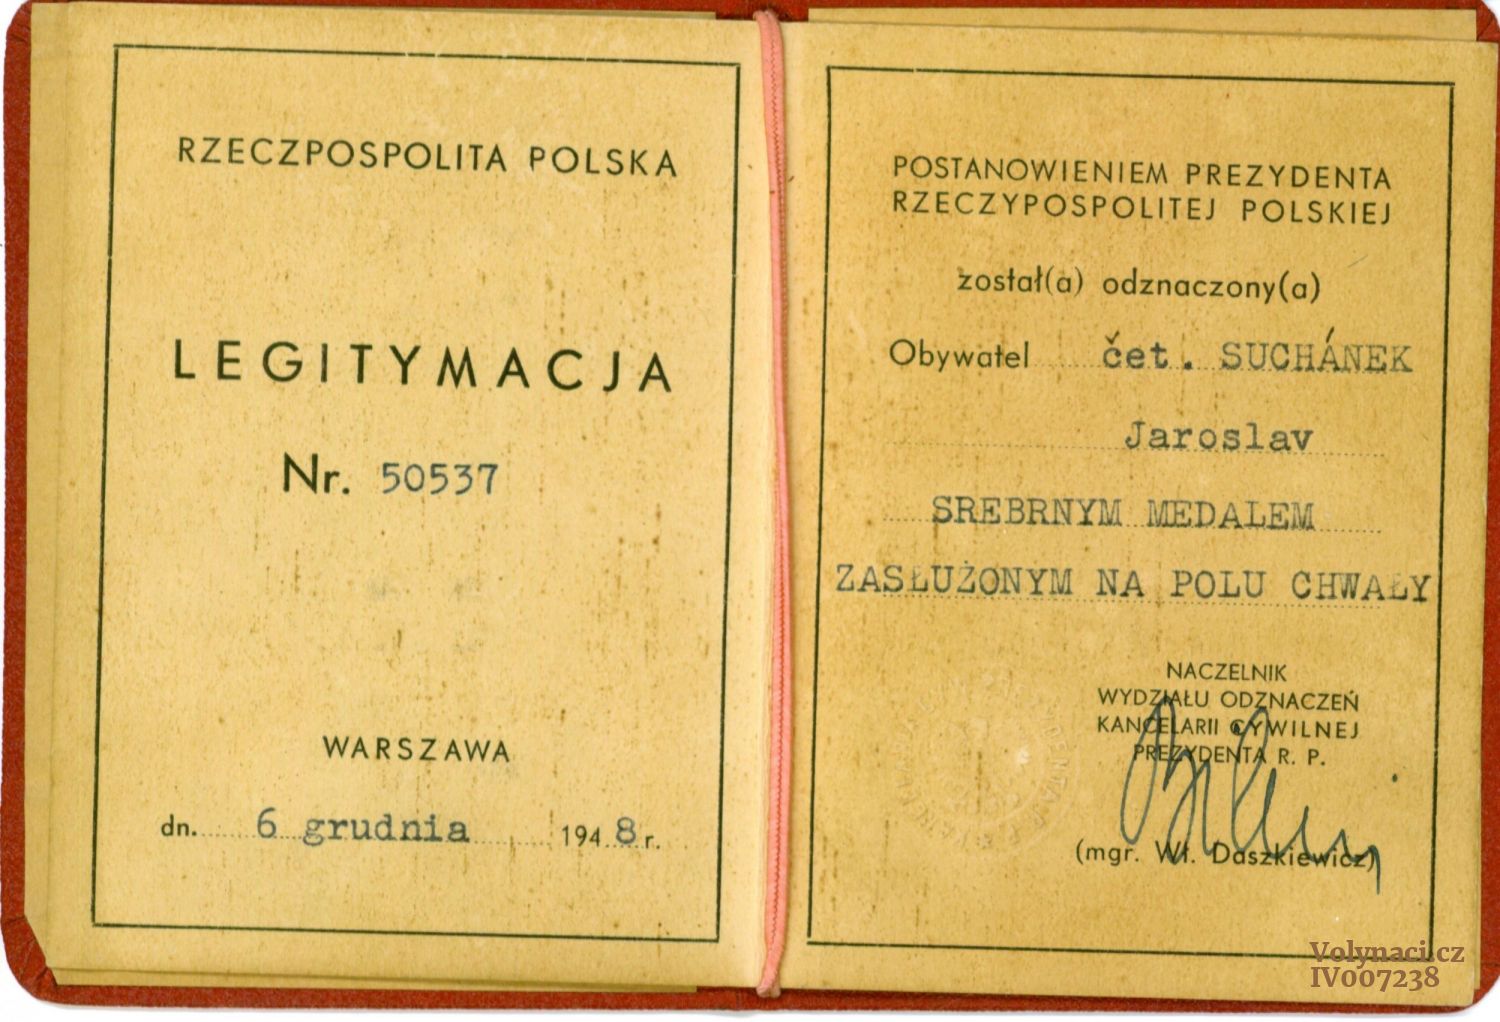 RZECZPOSPOLITA POLSKA
LEGITYMACJA
Nr. 50537
WARSZAWA
dn. 6 grudnia 1948 r.
POSTANOWIENIEM PREZYDENTA
RZECZYPOSPOLITEJ POLSKIEJ
został(a) odznaczony(a)
Obywatel čet. SUCHÁNEK
Jaroslav
SREBRNYM MEDALEM
ZASŁUŻONYM NA POLU CHWAŁY
NACZELNIK
WYDZIAŁU ODZNACZEŃ
KANCELARII CYWILNEJ
PREZYDENTA R. P.
(mgr. Wł. Daszkiewicz)
Volynaci.cz
IV007238